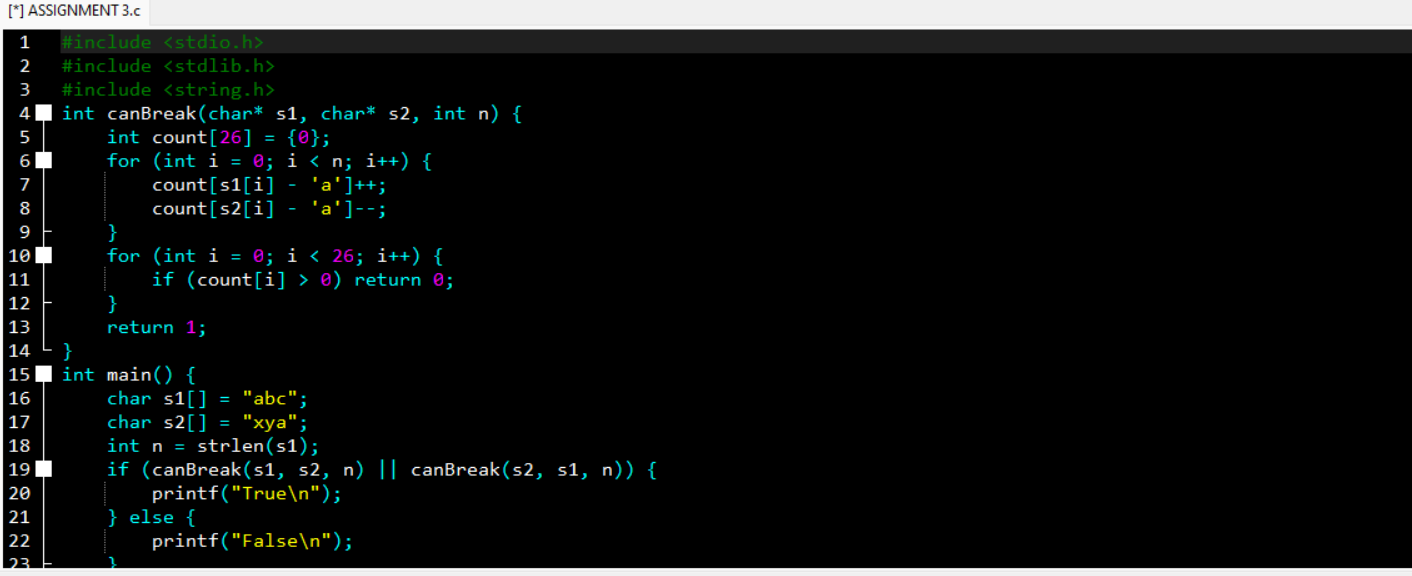 [*] ASSIGNMENT 3.c
1 #include <stdio.h>
2 #include <stdlib.h>
3 #include <string.h>
4 int canBreak(char* s1, char* s2, int n) {
5 int count[26] = {0};
6 for (int i = 0; i < n; i++) {
7 count[s1[i] - 'a']++;
8 count[s2[i] - 'a']--;
9 }
10 for (int i = 0; i < 26; i++) {
11 if (count[i] > 0) return 0;
12 }
13 return 1;
14 }
15 int main() {
16 char s1[] = "abc";
17 char s2[] = "xya";
18 int n = strlen(s1);
19 if (canBreak(s1, s2, n) || canBreak(s2, s1, n)) {
20 printf("True\n");
21 } else {
22 printf("False\n");
23 }